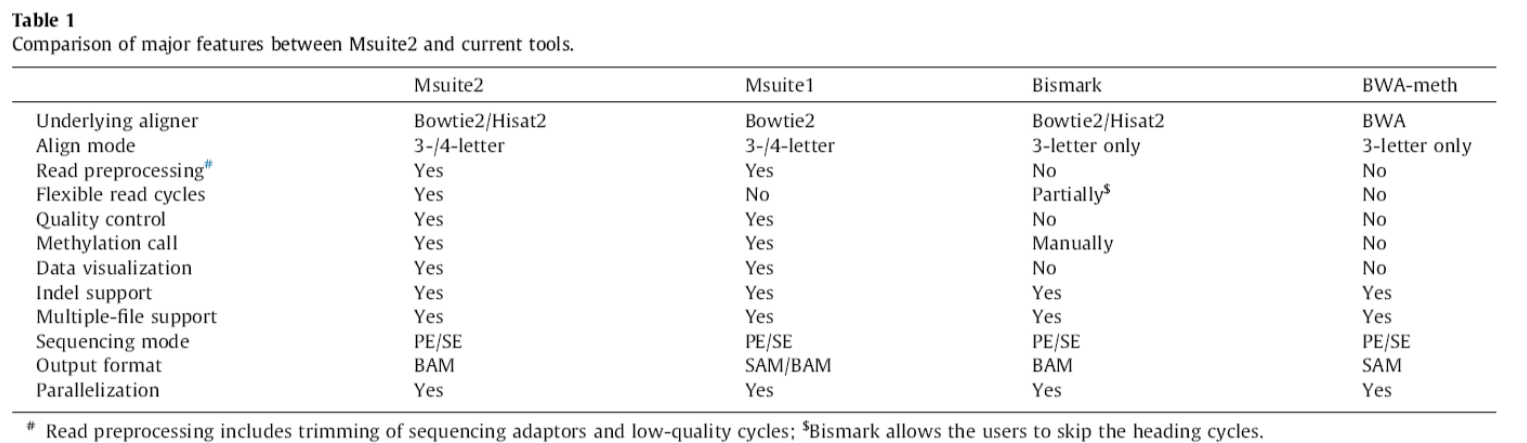 Table 1
Comparison of major features between Msuite2 and current tools.
Msuite2 Msuite1 Bismark BWA-meth
Underlying aligner Bowtie2/Hisat2 Bowtie2 Bowtie2/Hisat2 BWA
Align mode 3-/4-letter 3-/4-letter 3-letter only 3-letter only
Read preprocessing# Yes Yes No No
Flexible read cycles Yes No Partially$ No
Quality control Yes Yes No No
Methylation call Yes Yes Manually No
Data visualization Yes Yes No No
Indel support Yes Yes Yes Yes
Multiple-file support Yes Yes Yes Yes
Sequencing mode PE/SE PE/SE PE/SE PE/SE
Output format BAM SAM/BAM BAM SAM
Parallelization Yes Yes Yes Yes
# Read preprocessing includes trimming of sequencing adaptors and low-quality cycles; $Bismark allows the users to skip the heading cycles.